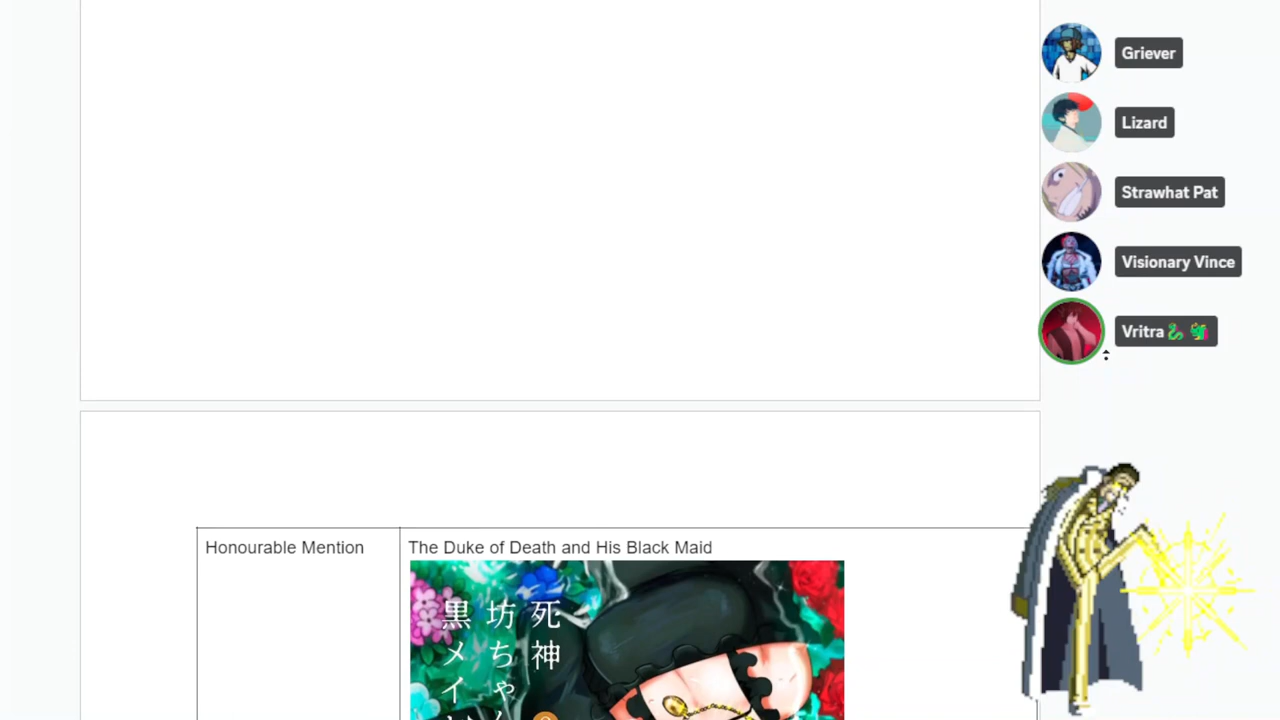 Griever
Lizard
Strawhat Pat
Visionary Vince
Vritra🐉 🐲
Honourable Mention
The Duke of Death and His Black Maid
死神
坊ちゃ
黒メイ